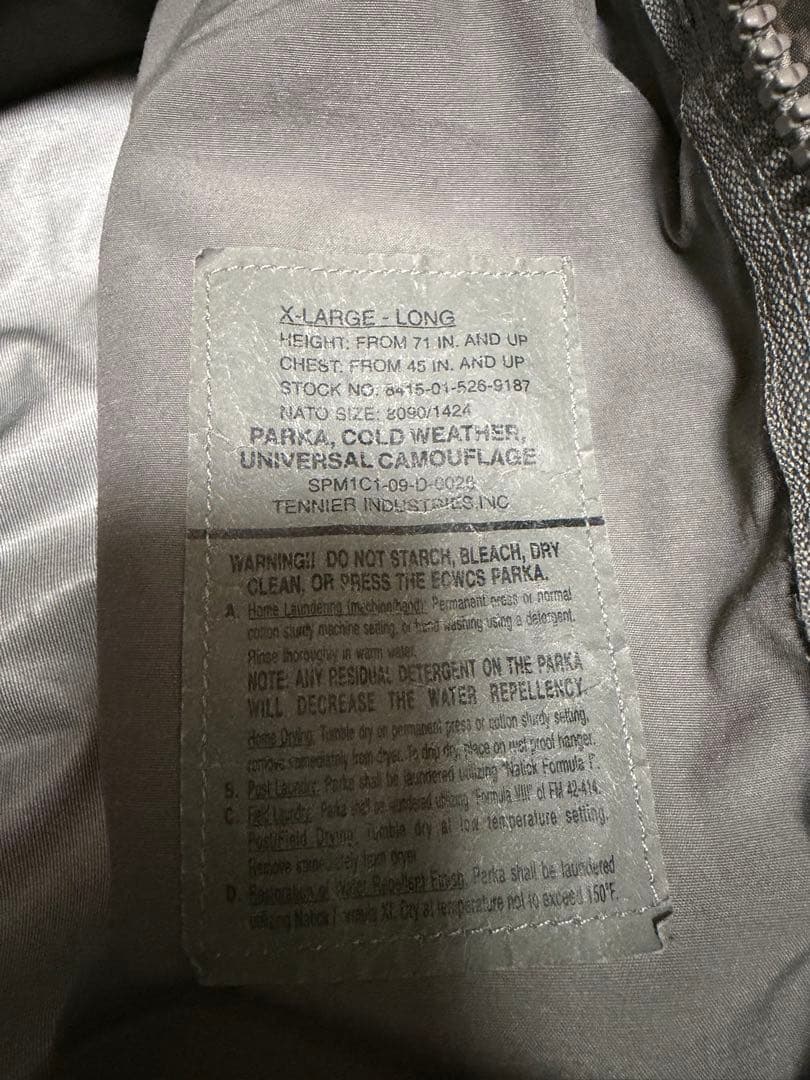 X-LARGE - LONG
HEIGHT: FROM 71 IN. AND UP
CHEST: FROM 45 IN. AND UP
STOCK NO. 8415-01-526-9187
NATO SIZE: 8090/1424
PARKA, COLD WEATHER,
UNIVERSAL CAMOUFLAGE
SPM1C1-09-D-0028
TENNIER INDUSTRIES, INC
WARNING!! DO NOT STARCH, BLEACH, DRY
CLEAN, OR PRESS THE ECWCS PARKA.
A. Home Laundering (machine/hand): Permanent press or normal
cotton sturdy machine setting, or hand washing using a detergent.
Rinse thoroughly in warm water.
NOTE: ANY RESIDUAL DETERGENT ON THE PARKA
WILL DECREASE THE WATER REPELLENCY.
Home Drying: Tumble dry on permanent press or cotton sturdy setting,
remove immediately from dryer. To drip dry, place on rust proof hanger.
B. Post Laundry: Parka shall be laundered utilizing "Natick Formula I".
C. Field Laundry: Parka shall be laundered utilizing "Formula VIII" of FM 42-414.
Post/Field Drying: Tumble dry at low temperature setting.
Remove immediately from dryer
D. Restoration of Water Repellent Finish: Parka shall be laundered
utilizing Natick / XI. Dry at temperature not to exceed 150°F.